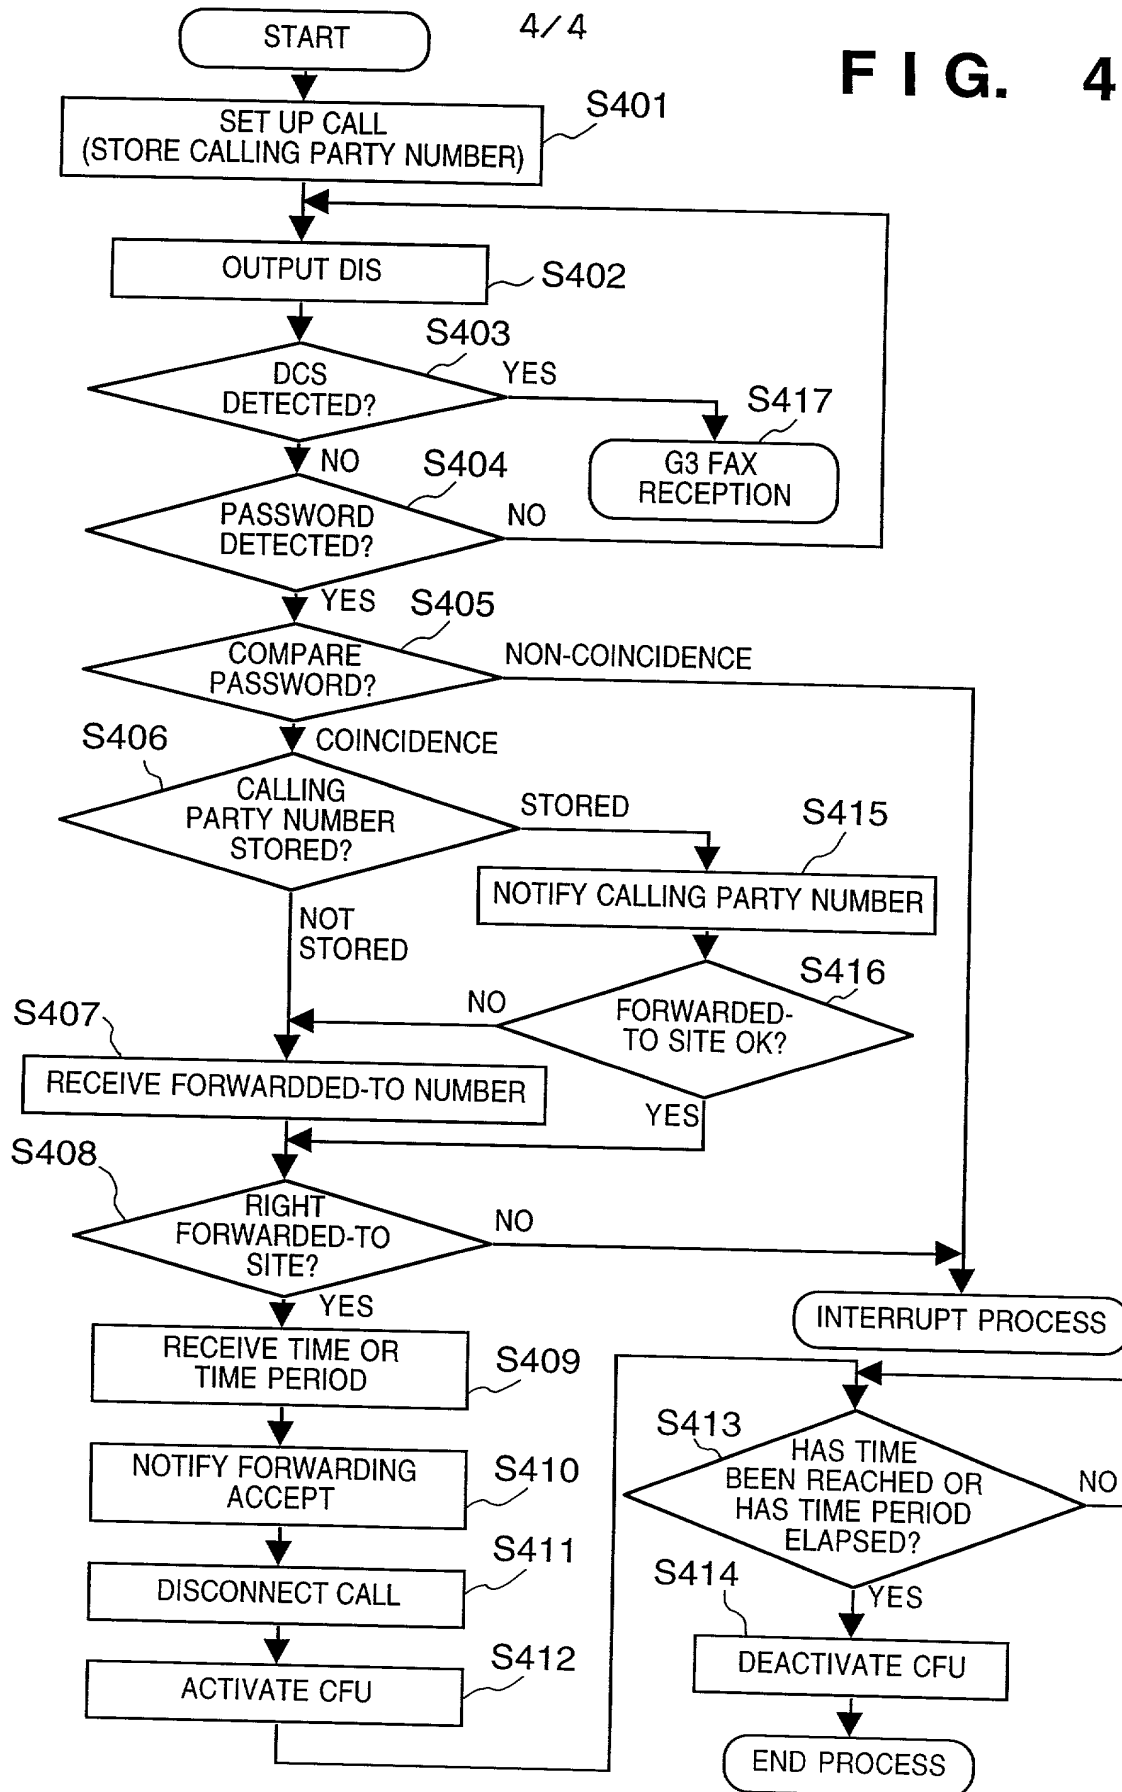 4/4
FIG. 4
START
SET UP CALL
(STORE CALLING PARTY NUMBER)
S401
OUTPUT DIS
S402
DCS
DETECTED?
S403
YES
S417
G3 FAX
RECEPTION
NO
S404
PASSWORD
DETECTED?
NO
YES
S405
COMPARE
PASSWORD?
NON-COINCIDENCE
COINCIDENCE
S406
CALLING
PARTY NUMBER
STORED?
STORED
S415
NOTIFY CALLING PARTY NUMBER
NOT
STORED
S416
FORWARDED-
TO SITE OK?
NO
YES
S407
RECEIVE FORWARDDED-TO NUMBER
S408
RIGHT
FORWARDED-TO
SITE?
NO
YES
INTERRUPT PROCESS
RECEIVE TIME OR
TIME PERIOD
S409
NOTIFY FORWARDING
ACCEPT
S410
DISCONNECT CALL
S411
ACTIVATE CFU
S412
S413
HAS TIME
BEEN REACHED OR
HAS TIME PERIOD
ELAPSED?
NO
YES
S414
DEACTIVATE CFU
END PROCESS